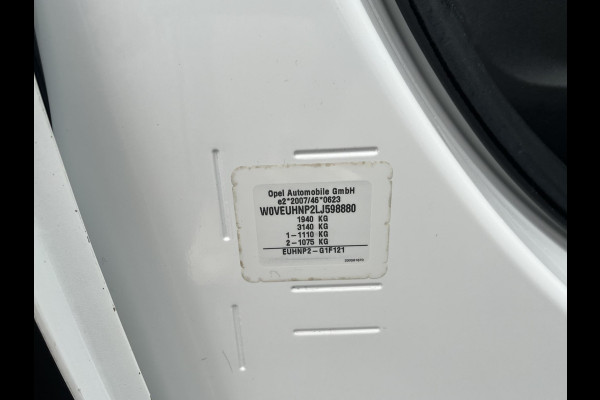 Opel Automobile GmbH
e2*2007/46*0623
W0VEUHNP2LJ598880
1940 KG
3140 KG
1-1110 KG
2-1075 KG
EUHNP2-G1F121